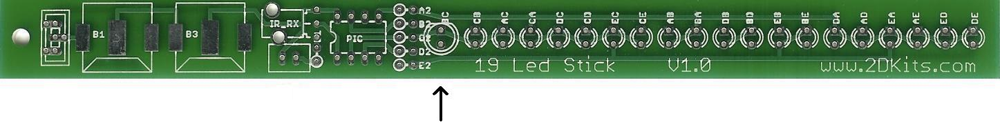 B1
B3
IR_RX
PIC
A2
B2
C2
D2
E2
BC
CB
AC
CA
DC
CD
EC
CE
AB
BA
DB
BD
EB
BE
DA
AD
EA
AE
ED
DE
19 Led Stick V1.0 www.2DKits.com